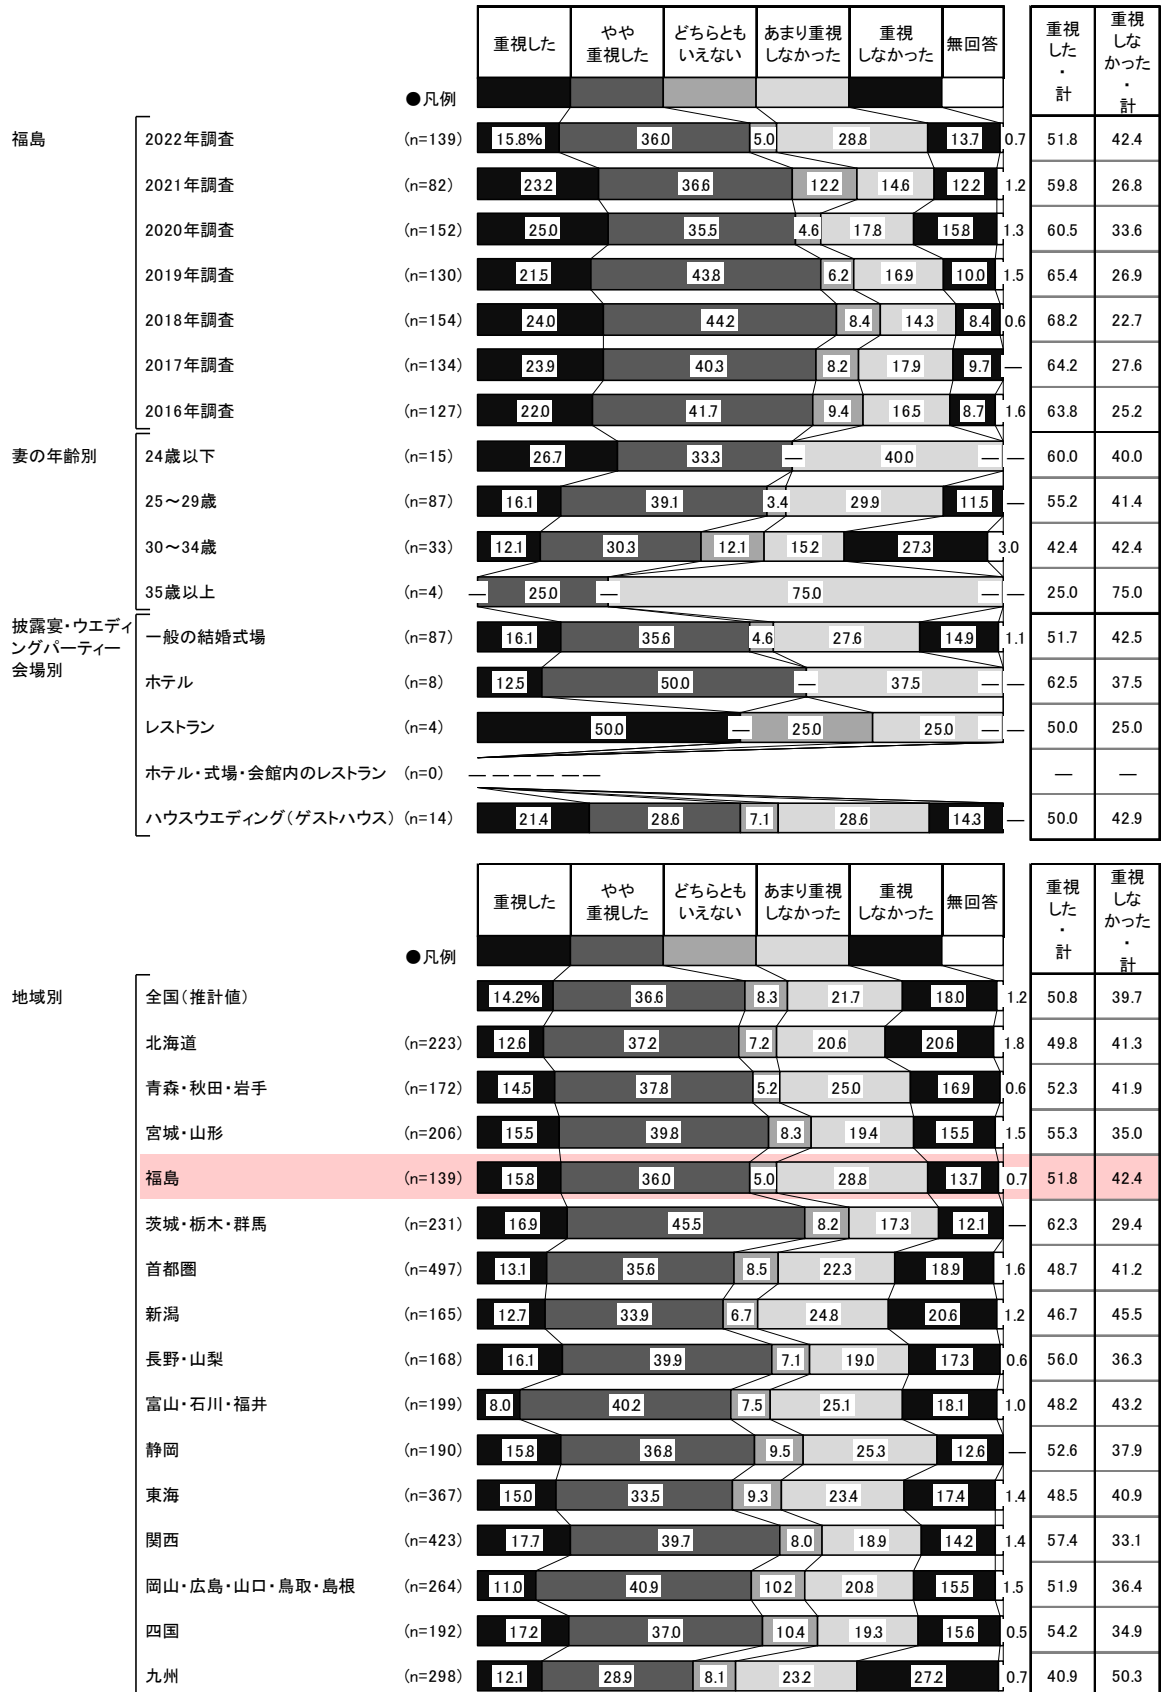 重視した やや重視した どちらともいえない あまり重視しなかった 重視しなかった 無回答 重視した・計 重視しなかった・計
●凡例
福島 2022年調査 (n=139) 15.8% 36.0 5.0 28.8 13.7 0.7 51.8 42.4
2021年調査 (n=82) 23.2 36.6 12.2 14.6 12.2 1.2 59.8 26.8
2020年調査 (n=152) 25.0 35.5 4.6 17.8 15.8 1.3 60.5 33.6
2019年調査 (n=130) 21.5 43.8 6.2 16.9 10.0 1.5 65.4 26.9
2018年調査 (n=154) 24.0 44.2 8.4 14.3 8.4 0.6 68.2 22.7
2017年調査 (n=134) 23.9 40.3 8.2 17.9 9.7 — 64.2 27.6
2016年調査 (n=127) 22.0 41.7 9.4 16.5 8.7 1.6 63.8 25.2
妻の年齢別 24歳以下 (n=15) 26.7 33.3 — 40.0 — — 60.0 40.0
25～29歳 (n=87) 16.1 39.1 3.4 29.9 11.5 — 55.2 41.4
30～34歳 (n=33) 12.1 30.3 12.1 15.2 27.3 3.0 42.4 42.4
35歳以上 (n=4) — 25.0 — 75.0 — — 25.0 75.0
披露宴・ウエディングパーティー会場別 一般の結婚式場 (n=87) 16.1 35.6 4.6 27.6 14.9 1.1 51.7 42.5
ホテル (n=8) 12.5 50.0 — 37.5 — — 62.5 37.5
レストラン (n=4) 50.0 — 25.0 25.0 — — 50.0 25.0
ホテル・式場・会館内のレストラン (n=0) — — — — — — — —
ハウスウエディング(ゲストハウス) (n=14) 21.4 28.6 7.1 28.6 14.3 — 50.0 42.9
重視した やや重視した どちらともいえない あまり重視しなかった 重視しなかった 無回答 重視した・計 重視しなかった・計
●凡例
地域別 全国(推計値) 14.2% 36.6 8.3 21.7 18.0 1.2 50.8 39.7
北海道 (n=223) 12.6 37.2 7.2 20.6 20.6 1.8 49.8 41.3
青森・秋田・岩手 (n=172) 14.5 37.8 5.2 25.0 16.9 0.6 52.3 41.9
宮城・山形 (n=206) 15.5 39.8 8.3 19.4 15.5 1.5 55.3 35.0
福島 (n=139) 15.8 36.0 5.0 28.8 13.7 0.7 51.8 42.4
茨城・栃木・群馬 (n=231) 16.9 45.5 8.2 17.3 12.1 — 62.3 29.4
首都圏 (n=497) 13.1 35.6 8.5 22.3 18.9 1.6 48.7 41.2
新潟 (n=165) 12.7 33.9 6.7 24.8 20.6 1.2 46.7 45.5
長野・山梨 (n=168) 16.1 39.9 7.1 19.0 17.3 0.6 56.0 36.3
富山・石川・福井 (n=199) 8.0 40.2 7.5 25.1 18.1 1.0 48.2 43.2
静岡 (n=190) 15.8 36.8 9.5 25.3 12.6 — 52.6 37.9
東海 (n=367) 15.0 33.5 9.3 23.4 17.4 1.4 48.5 40.9
関西 (n=423) 17.7 39.7 8.0 18.9 14.2 1.4 57.4 33.1
岡山・広島・山口・鳥取・島根 (n=264) 11.0 40.9 10.2 20.8 15.5 1.5 51.9 36.4
四国 (n=192) 17.2 37.0 10.4 19.3 15.6 0.5 54.2 34.9
九州 (n=298) 12.1 28.9 8.1 23.2 27.2 0.7 40.9 50.3